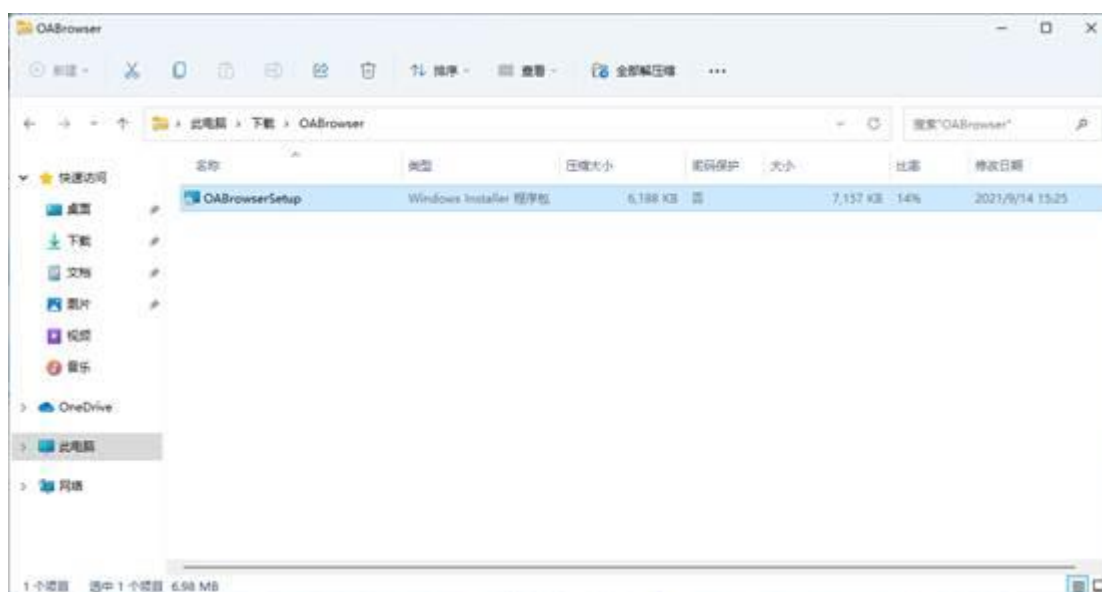 OABrowser
新建
排序
查看
全部解压缩
此电脑 › 下载 › OABrowser
搜索"OABrowser"
名称 类型 压缩大小 密码保护 大小 比率 修改日期
OABrowserSetup Windows Installer 程序包 6,188 KB 否 7,157 KB 14% 2021/9/14 15:25
快速访问
桌面
下载
文档
图片
视频
音乐
OneDrive
此电脑
网络
1 个项目 选中 1 个项目 6.98 MB